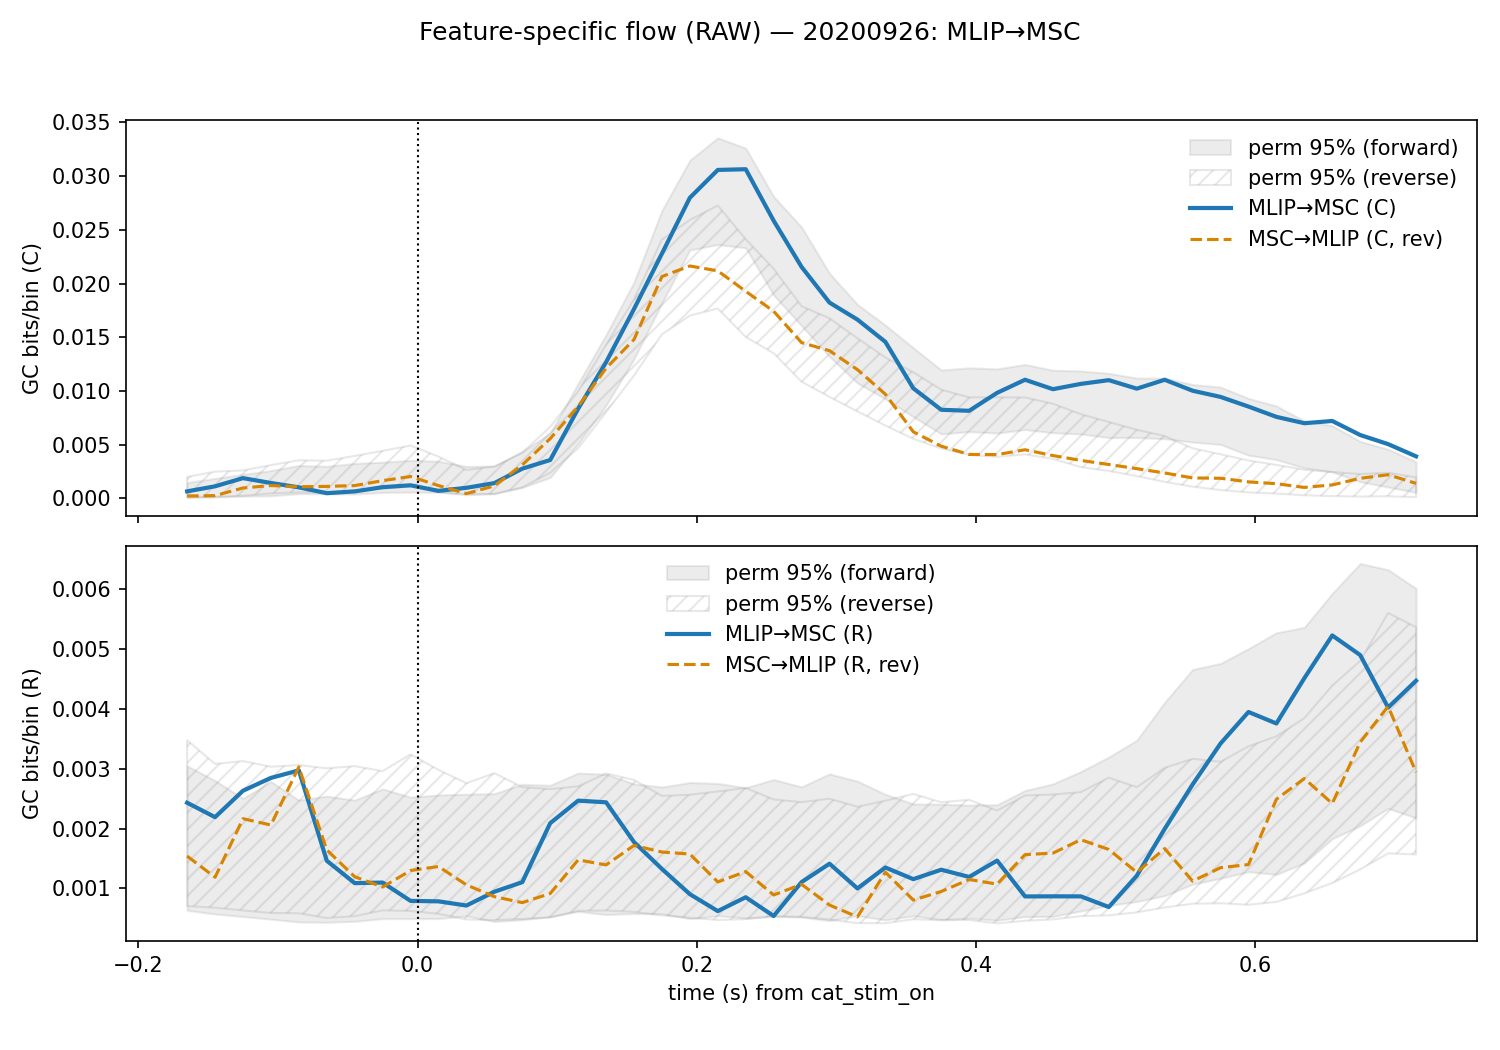 Feature-specific flow (RAW) — 20200926: MLIP→MSC
GC bits/bin (C)
0.035
0.030
0.025
0.020
0.015
0.010
0.005
0.000
perm 95% (forward)
perm 95% (reverse)
MLIP→MSC (C)
MSC→MLIP (C, rev)
GC bits/bin (R)
0.006
0.005
0.004
0.003
0.002
0.001
perm 95% (forward)
perm 95% (reverse)
MLIP→MSC (R)
MSC→MLIP (R, rev)
−0.2 0.0 0.2 0.4 0.6
time (s) from cat_stim_on